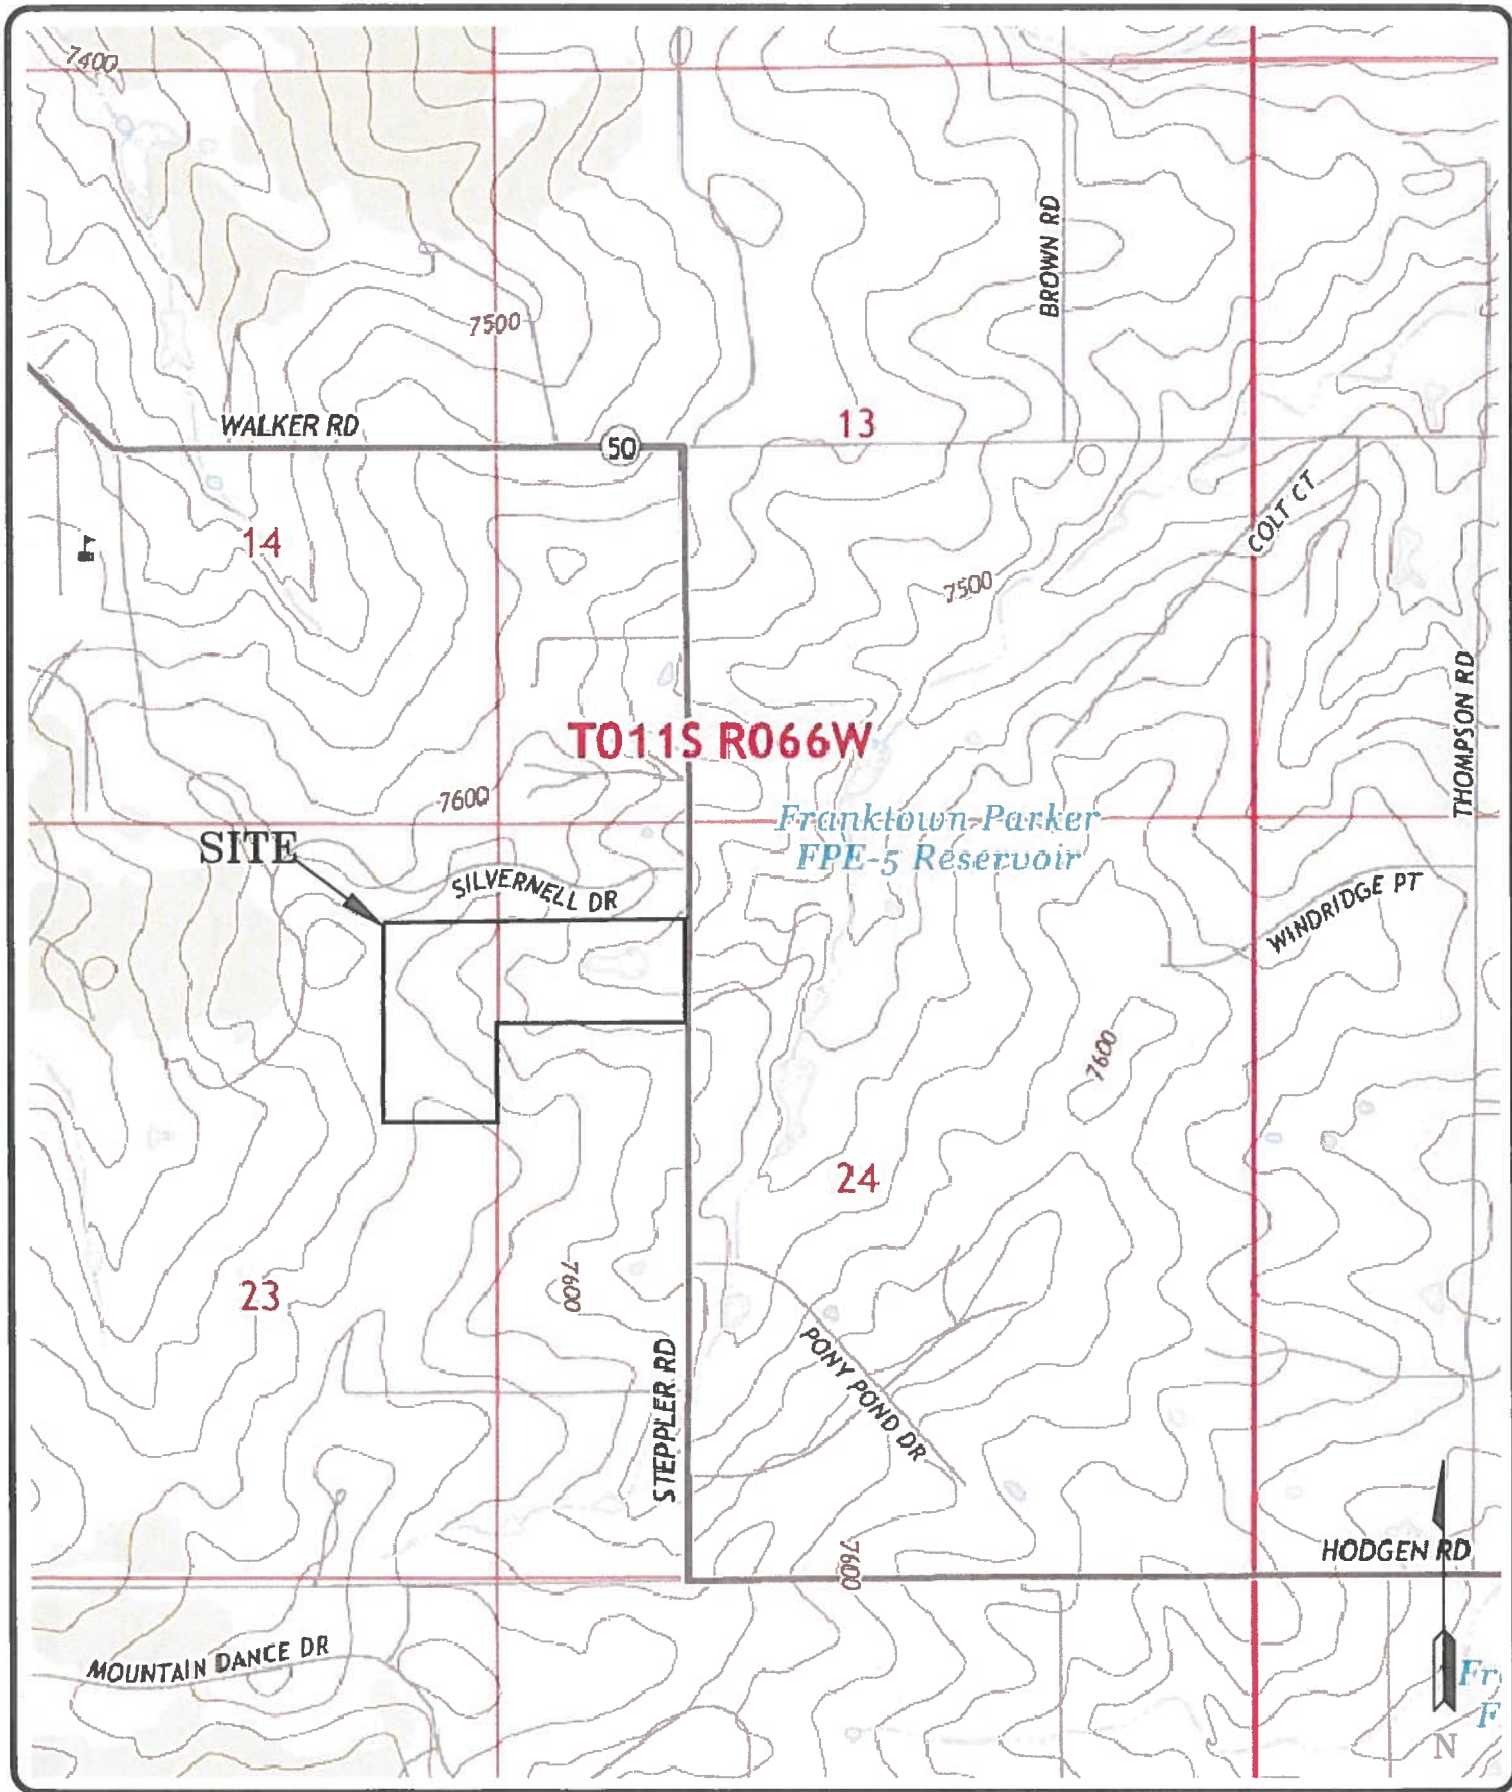 7400
BROWN RD
7500
WALKER RD
50
13
14
COLT CT
7500
THOMPSON RD
T011S R066W
7600
Franktown-Parker
FPE-5 Reservoir
SITE
SILVERNELL DR
WINDRIDGE PT
7600
24
23
7600
STEPPLER RD
PONY POND DR
7600
HODGEN RD
MOUNTAIN DANCE DR
Fr
F
N